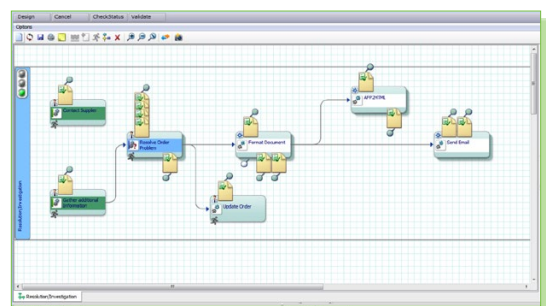 Design Cancel CheckStatus Validate
Options
Contact Supplier
AFP2HTML
Resolve Order
Problem
Format Document
Send Email
Gather additional
information
Update Order
Resolution/Investigation
Resolution/Investigation